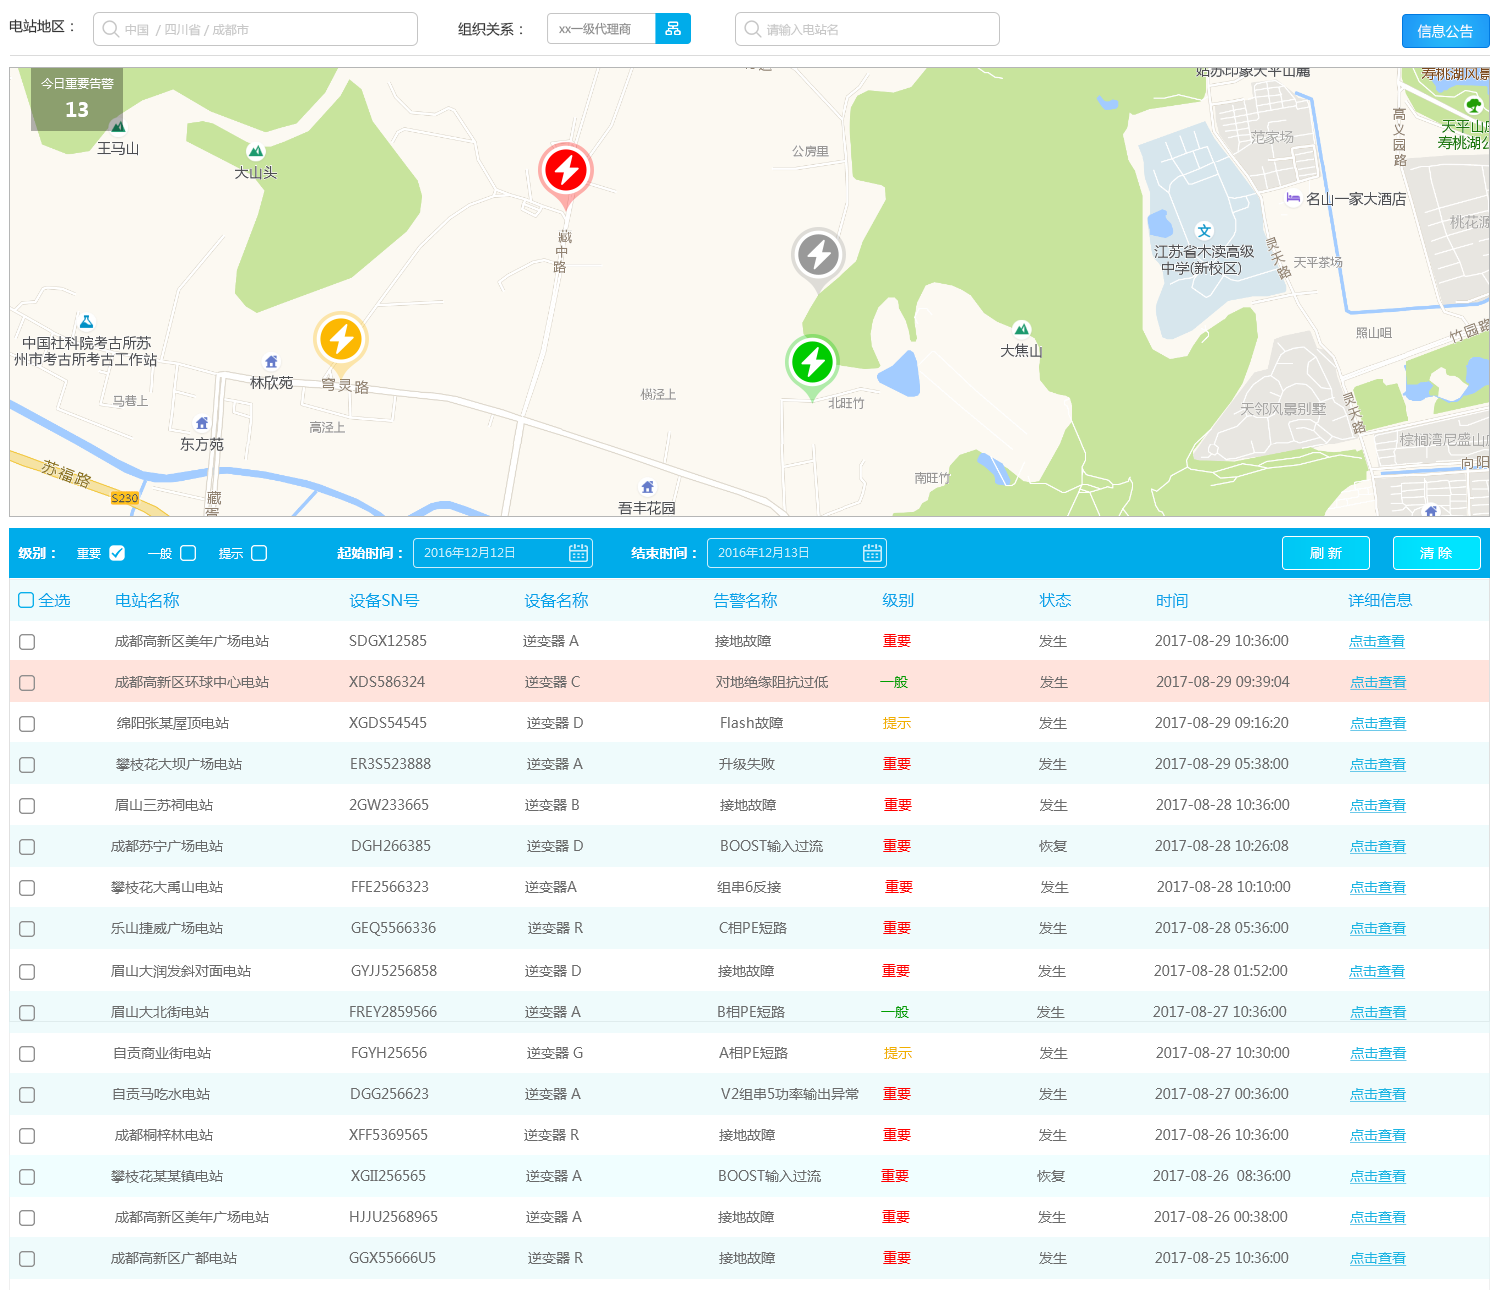 电站地区：
中国 / 四川省 / 成都市
组织关系：
xx一级代理商
请输入电站名
信息公告
今日重要告警
13
姑苏印象天平山麓
寿桃湖风景
王马山
大山头
公房里
范家场
高义园路
天平山庄
寿桃湖公
名山一家大酒店
桃花源
藏中路
江苏省木渎高级
中学(新校区)
灵天路
天平茶场
中国社科院考古所苏
州市考古所考古工作站
林欣苑
穹灵路
马巷上
高泾上
横泾上
北旺竹
大焦山
照山咀
竹园路
天邻风景别墅
灵天路
棕榈湾尼盛山庄
向阳
东方苑
苏福路
S230
藏蛋
吾丰花园
南旺竹
级别： 重要 一般 提示 起始时间： 2016年12月12日 结束时间： 2016年12月13日 刷 新 清 除
全选 电站名称 设备SN号 设备名称 告警名称 级别 状态 时间 详细信息
成都高新区美年广场电站 SDGX12585 逆变器 A 接地故障 重要 发生 2017-08-29 10:36:00 点击查看
成都高新区环球中心电站 XDS586324 逆变器 C 对地绝缘阻抗过低 一般 发生 2017-08-29 09:39:04 点击查看
绵阳张某屋顶电站 XGDS54545 逆变器 D Flash故障 提示 发生 2017-08-29 09:16:20 点击查看
攀枝花大坝广场电站 ER3S523888 逆变器 A 升级失败 重要 发生 2017-08-29 05:38:00 点击查看
眉山三苏祠电站 2GW233665 逆变器 B 接地故障 重要 发生 2017-08-28 10:36:00 点击查看
成都苏宁广场电站 DGH266385 逆变器 D BOOST输入过流 重要 恢复 2017-08-28 10:26:08 点击查看
攀枝花大禹山电站 FFE2566323 逆变器A 组串6反接 重要 发生 2017-08-28 10:10:00 点击查看
乐山捷威广场电站 GEQ5566336 逆变器 R C相PE短路 重要 发生 2017-08-28 05:36:00 点击查看
眉山大润发斜对面电站 GYJJ5256858 逆变器 D 接地故障 重要 发生 2017-08-28 01:52:00 点击查看
眉山大北街电站 FREY2859566 逆变器 A B相PE短路 一般 发生 2017-08-27 10:36:00 点击查看
自贡商业街电站 FGYH25656 逆变器 G A相PE短路 提示 发生 2017-08-27 10:30:00 点击查看
自贡马吃水电站 DGG256623 逆变器 A V2组串5功率输出异常 重要 发生 2017-08-27 00:36:00 点击查看
成都桐梓林电站 XFF5369565 逆变器 R 接地故障 重要 发生 2017-08-26 10:36:00 点击查看
攀枝花某某镇电站 XGII256565 逆变器 A BOOST输入过流 重要 恢复 2017-08-26 08:36:00 点击查看
成都高新区美年广场电站 HJJU2568965 逆变器 A 接地故障 重要 发生 2017-08-26 00:38:00 点击查看
成都高新区广都电站 GGX55666U5 逆变器 R 接地故障 重要 发生 2017-08-25 10:36:00 点击查看